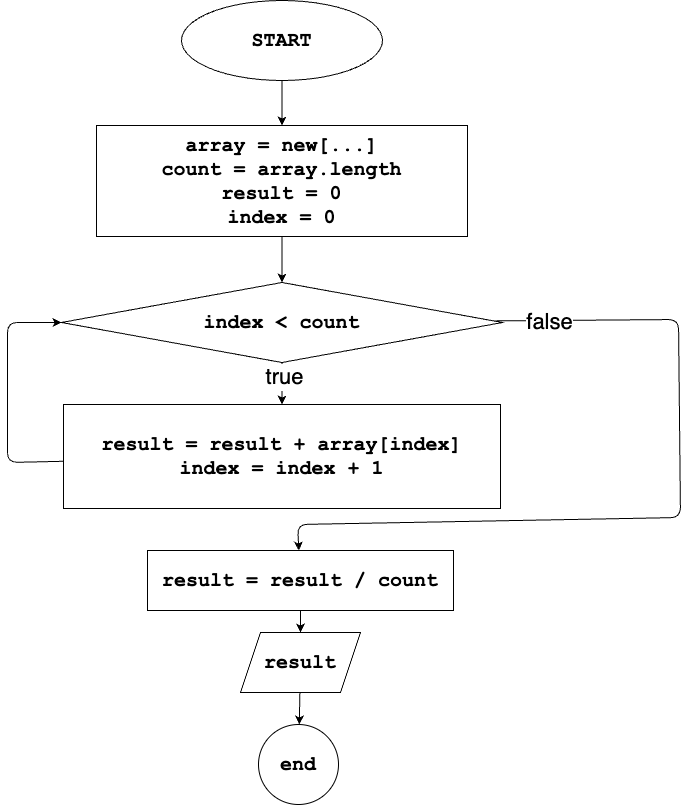 START
array = new[...]
count = array.length
result = 0
index = 0
index < count
false
true
result = result + array[index]
index = index + 1
result = result / count
result
end